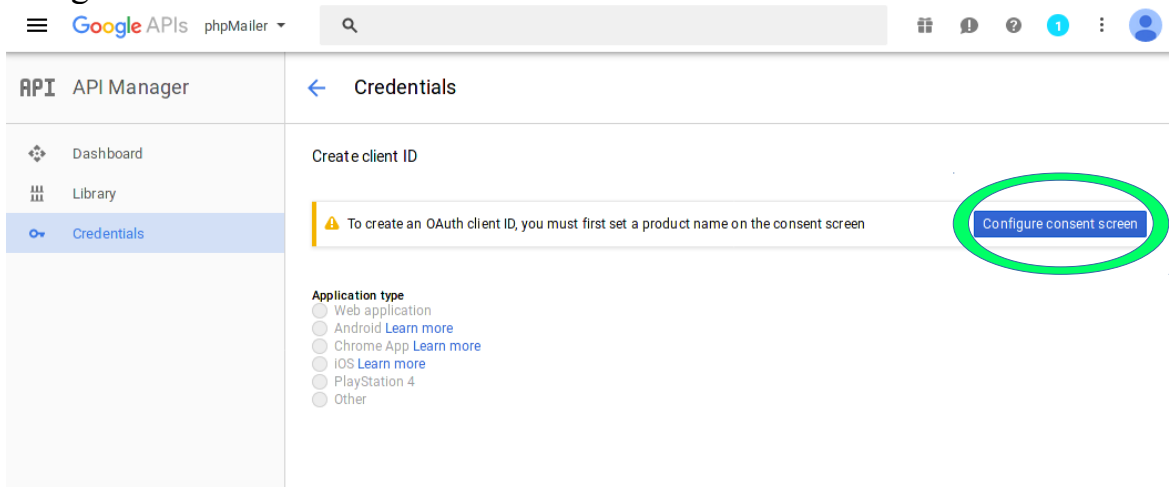 Google APIs phpMailer
1
API API Manager
Credentials
Dashboard
Library
Credentials
Create client ID
To create an OAuth client ID, you must first set a product name on the consent screen
Configure consent screen
Application type
Web application
Android Learn more
Chrome App Learn more
iOS Learn more
PlayStation 4
Other